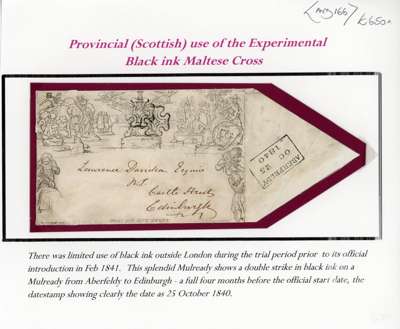 £650
Provincial (Scottish) use of the Experimental
Black ink Maltese Cross
Lawrence Davidson Esquire
Castle Street
Edinburgh
ABERFELDY
OC 25
1840
There was limited use of black ink outside London during the trial period prior to its official
introduction in Feb 1841. This splendid Mulready shows a double strike in black ink on a
Mulready from Aberfeldy to Edinburgh - a full four months before the official start date, the
datestamp showing clearly the date as 25 October 1840.